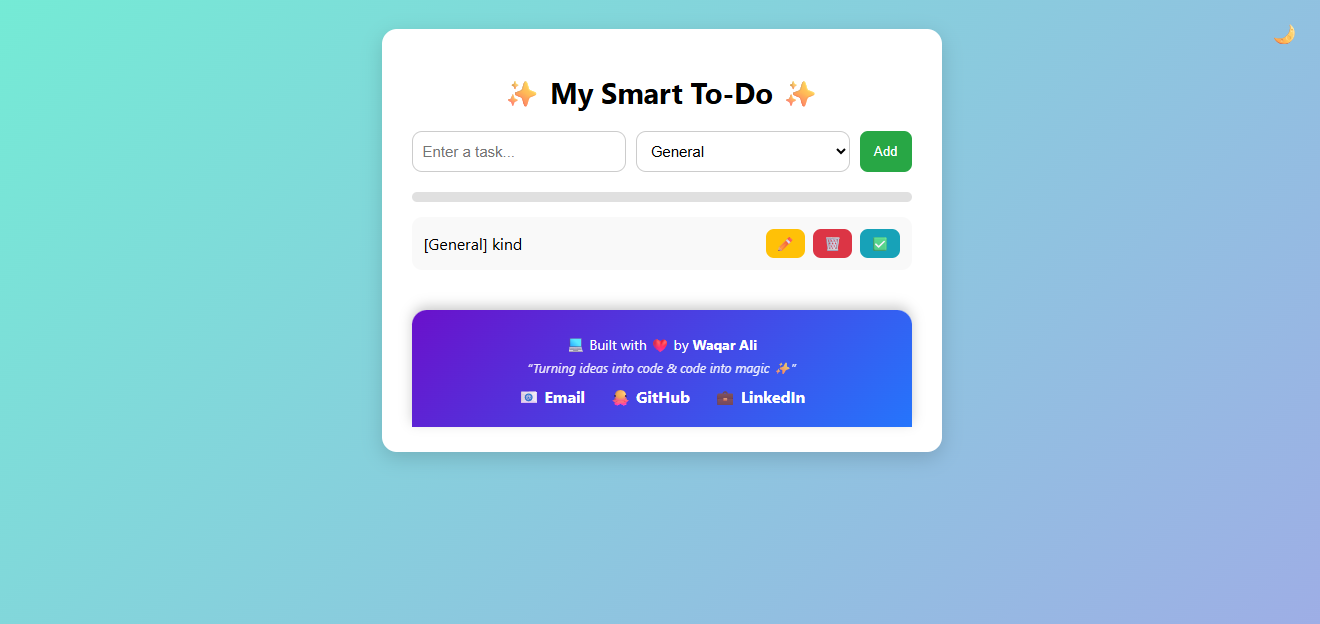 ✨ My Smart To-Do ✨
Enter a task... General Add
[General] kind
💻 Built with ❤️ by Waqar Ali
“Turning ideas into code & code into magic ✨”
📧 Email 🐙 GitHub 💼 LinkedIn